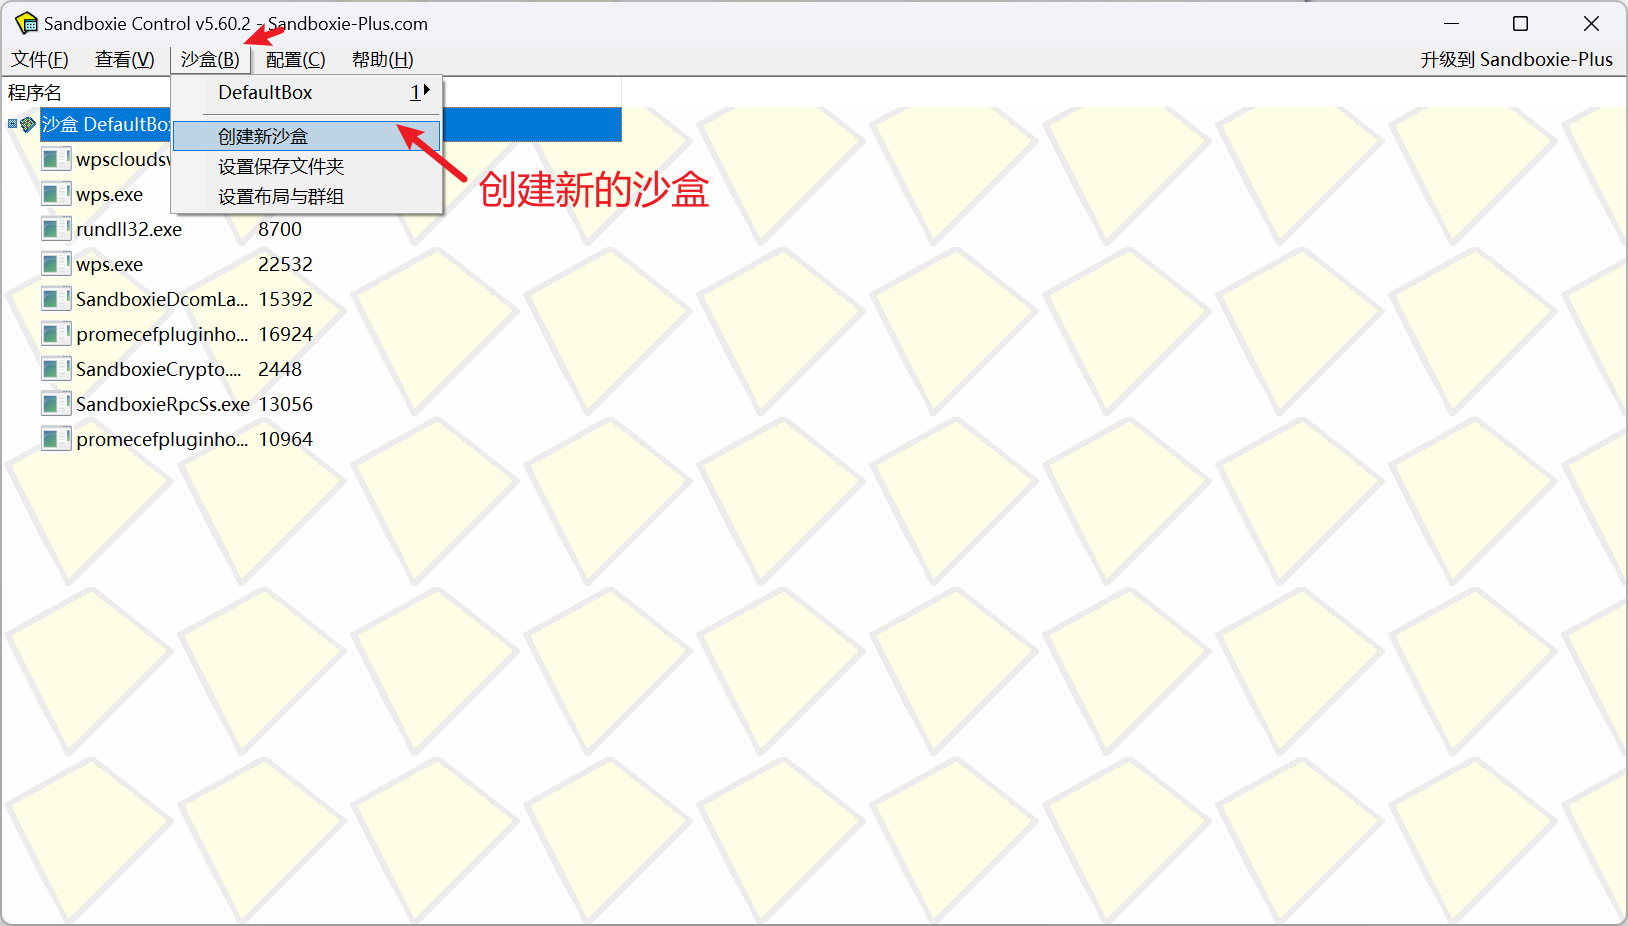 Sandboxie Control v5.60.2 - Sandboxie-Plus.com
文件(F) 查看(V) 沙盒(B) 配置(C) 帮助(H) 升级到 Sandboxie-Plus
程序名
DefaultBox 1
沙盒 DefaultBox
创建新沙盒
wpscloudsv
设置保存文件夹
创建新的沙盒
wps.exe
设置布局与群组
rundll32.exe 8700
wps.exe 22532
SandboxieDcomLa... 15392
promecefpluginho... 16924
SandboxieCrypto.... 2448
SandboxieRpcSs.exe 13056
promecefpluginho... 10964